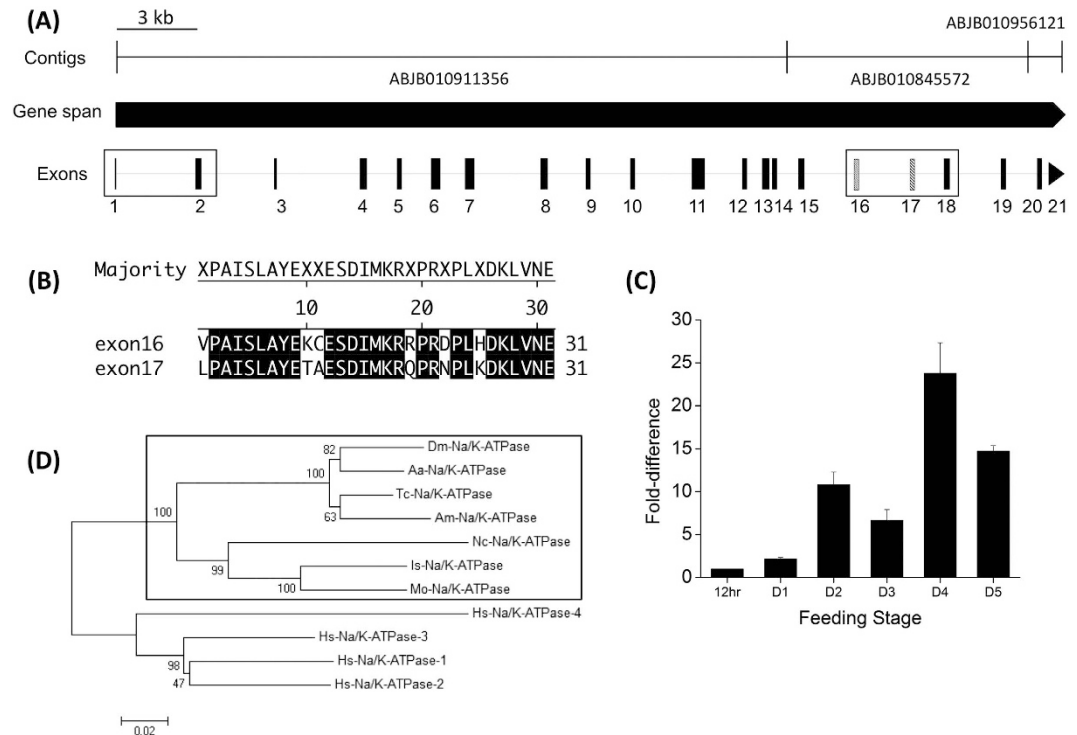 (A)
3 kb
ABJB010956121
Contigs
ABJB010911356
ABJB010845572
Gene span
Exons
1 2 3 4 5 6 7 8 9 10 11 12 13 14 15 16 17 18 19 20 21
(B)
Majority XPAISLAYEXXESDIMKRXPRXPLXDKLVNE
10 20 30
exon16 VPAISLAYEKCESDIMKRRPRDPLHDKLVNE 31
exon17 LPAISLAYETAESDIMKRQPRNPLKDKLVNE 31
(C)
30
25
20
15
10
5
0
Fold-difference
12hr D1 D2 D3 D4 D5
Feeding Stage
(D)
82 Dm-Na/K-ATPase
100 Aa-Na/K-ATPase
Tc-Na/K-ATPase
63 Am-Na/K-ATPase
100
Nc-Na/K-ATPase
99 Is-Na/K-ATPase
100 Mo-Na/K-ATPase
Hs-Na/K-ATPase-4
Hs-Na/K-ATPase-3
98 Hs-Na/K-ATPase-1
47 Hs-Na/K-ATPase-2
0.02